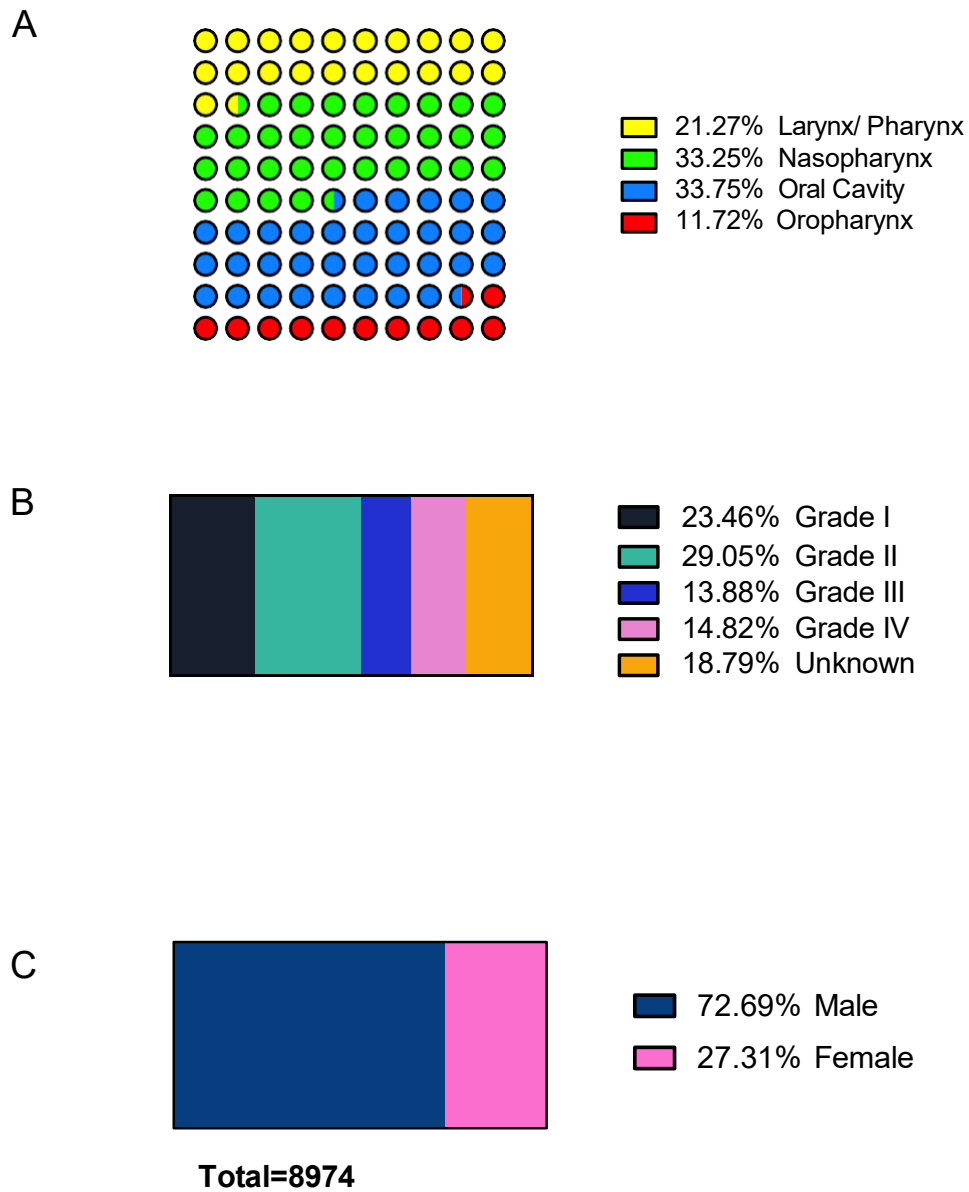 A
21.27% Larynx/ Pharynx
33.25% Nasopharynx
33.75% Oral Cavity
11.72% Oropharynx
B
23.46% Grade I
29.05% Grade II
13.88% Grade III
14.82% Grade IV
18.79% Unknown
C
72.69% Male
27.31% Female
Total=8974